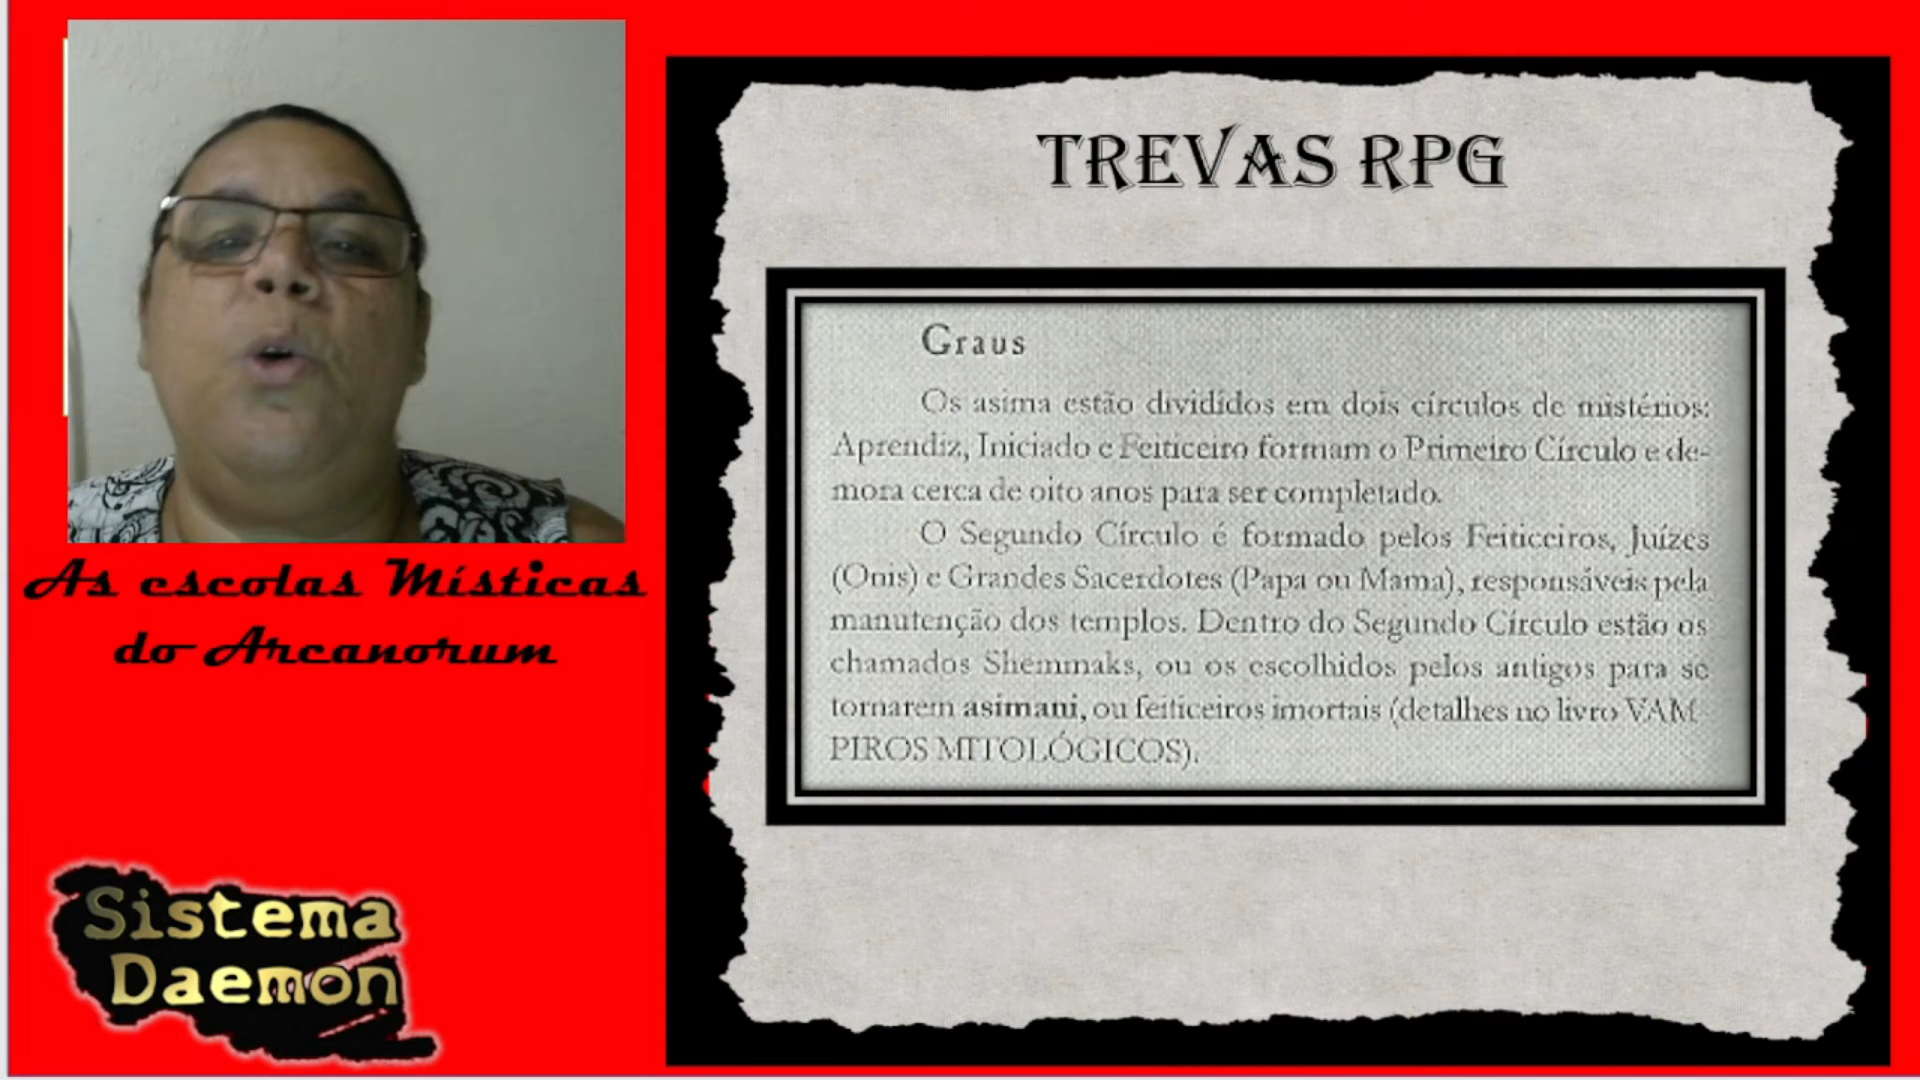 As escolas Místicas
do Arcanorum
Sistema
Daemon
TREVAS RPG
Graus
Os asima estão divididos em dois círculos de mistérios:
Aprendiz, Iniciado e Feiticeiro formam o Primeiro Círculo e de-
mora cerca de oito anos para ser completado.
O Segundo Círculo é formado pelos Feiticeiros, Juízes
(Onis) e Grandes Sacerdotes (Papa ou Mama), responsáveis pela
manutenção dos templos. Dentro do Segundo Círculo estão os
chamados Shemmaks, ou os escolhidos pelos antigos para se
tornarem asimani, ou feiticeiros imortais (detalhes no livro VAM
PIROS MITOLÓGICOS).